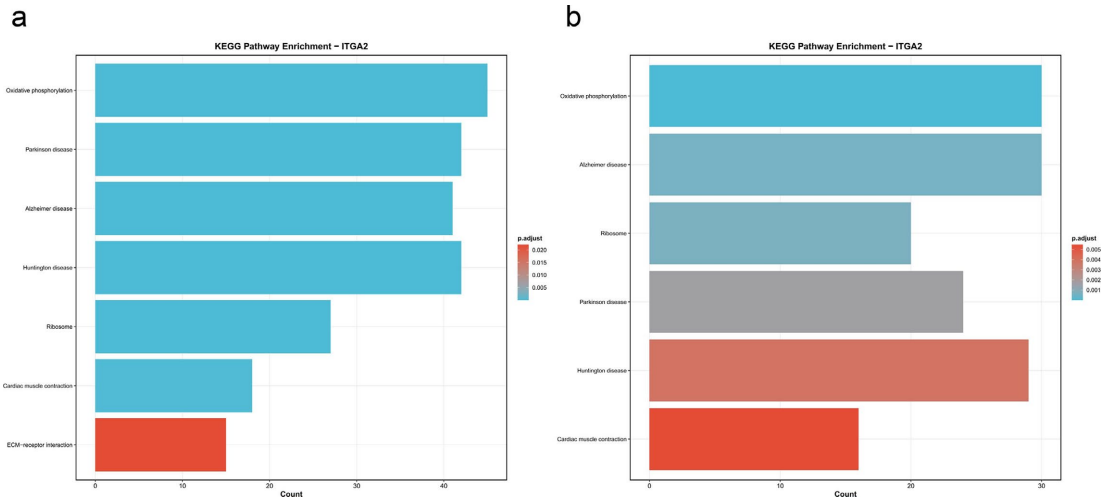 a
KEGG Pathway Enrichment − ITGA2
Oxidative phosphorylation
Parkinson disease
Alzheimer disease
Huntington disease
Ribosome
Cardiac muscle contraction
ECM−receptor interaction
0 10 20 30 40
Count
p.adjust
0.020
0.015
0.010
0.005
b
KEGG Pathway Enrichment − ITGA2
Oxidative phosphorylation
Alzheimer disease
Ribosome
Parkinson disease
Huntington disease
Cardiac muscle contraction
0 10 20 30
Count
p.adjust
0.005
0.004
0.003
0.002
0.001